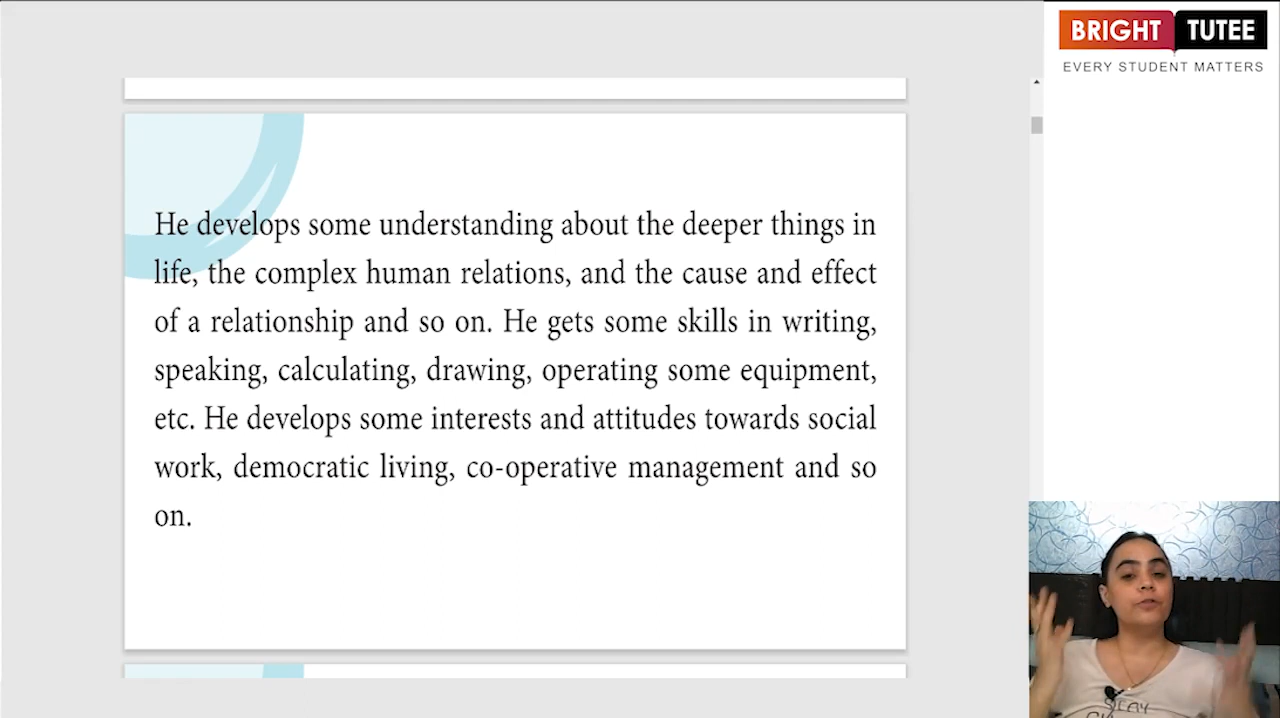 BRIGHT TUTEE
EVERY STUDENT MATTERS
He develops some understanding about the deeper things in
life, the complex human relations, and the cause and effect
of a relationship and so on. He gets some skills in writing,
speaking, calculating, drawing, operating some equipment,
etc. He develops some interests and attitudes towards social
work, democratic living, co-operative management and so
on.